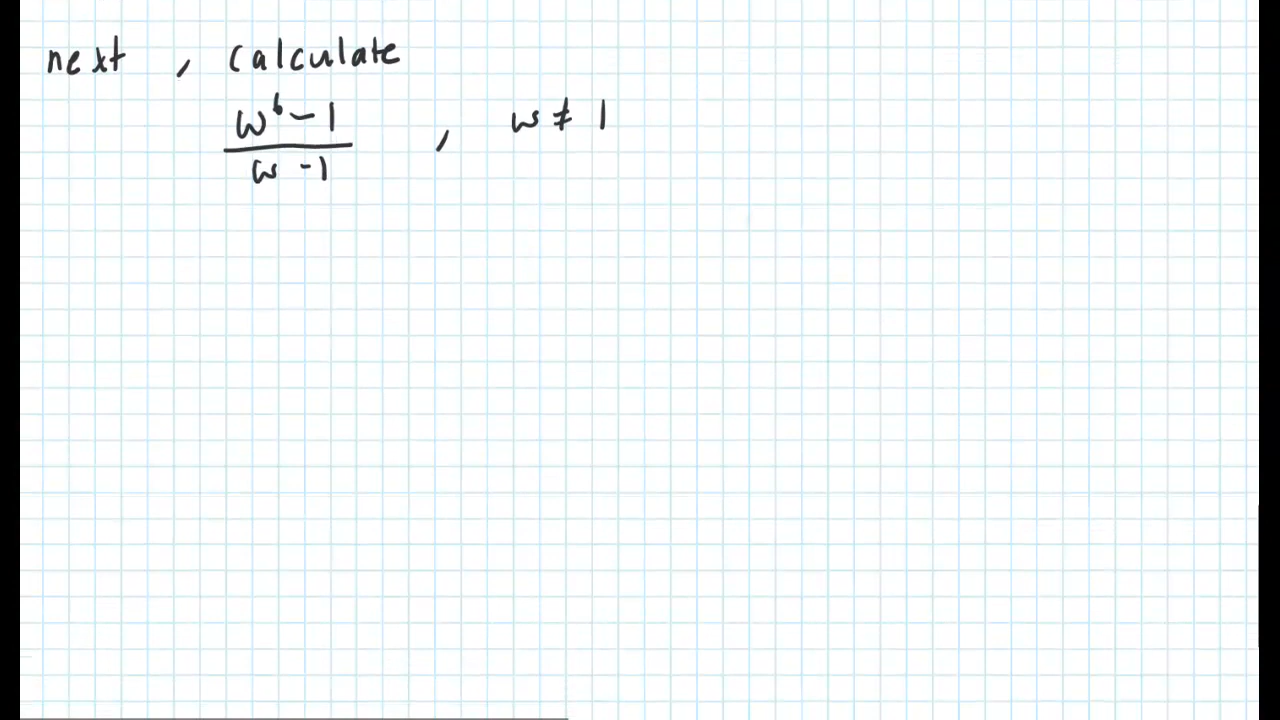 next , calculate
w⁶ - 1 , w ≠ 1
w - 1